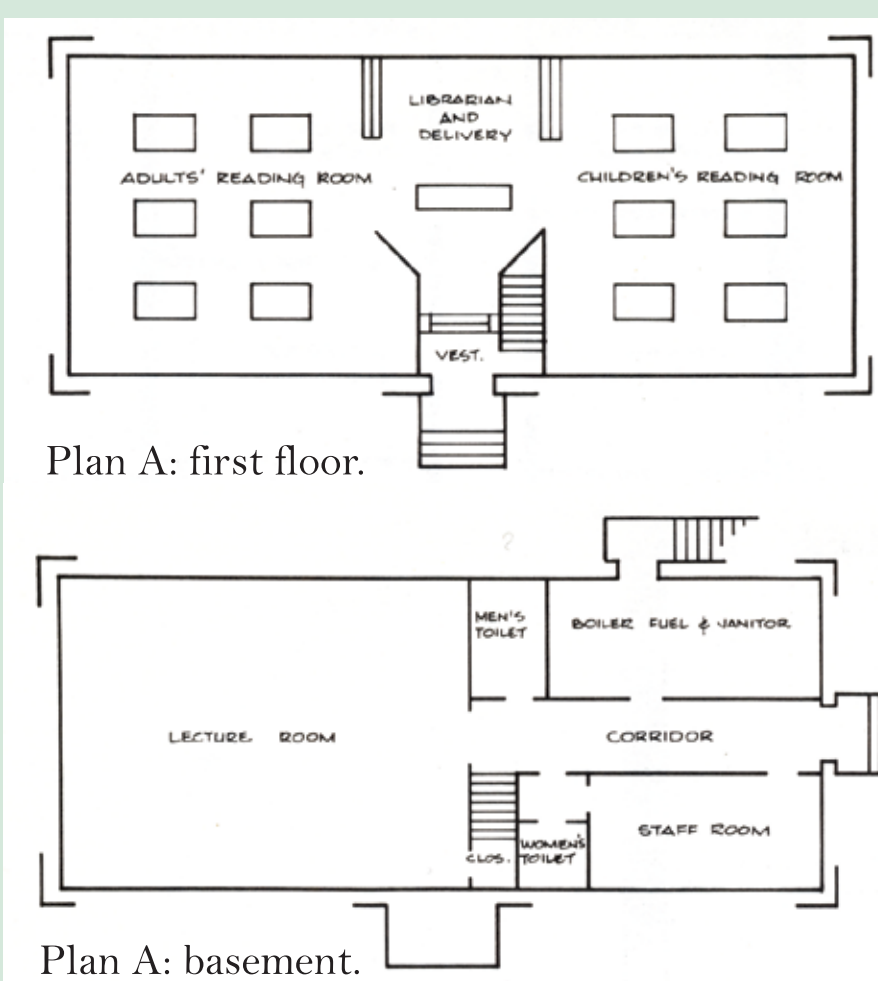 LIBRARIAN
AND
DELIVERY
ADULTS' READING ROOM
CHILDREN'S READING ROOM
VEST.
Plan A: first floor.
MEN'S
TOILET
BOILER FUEL & JANITOR
LECTURE ROOM
CORRIDOR
STAFF ROOM
WOMEN'S
CLOS. TOILET
Plan A: basement.